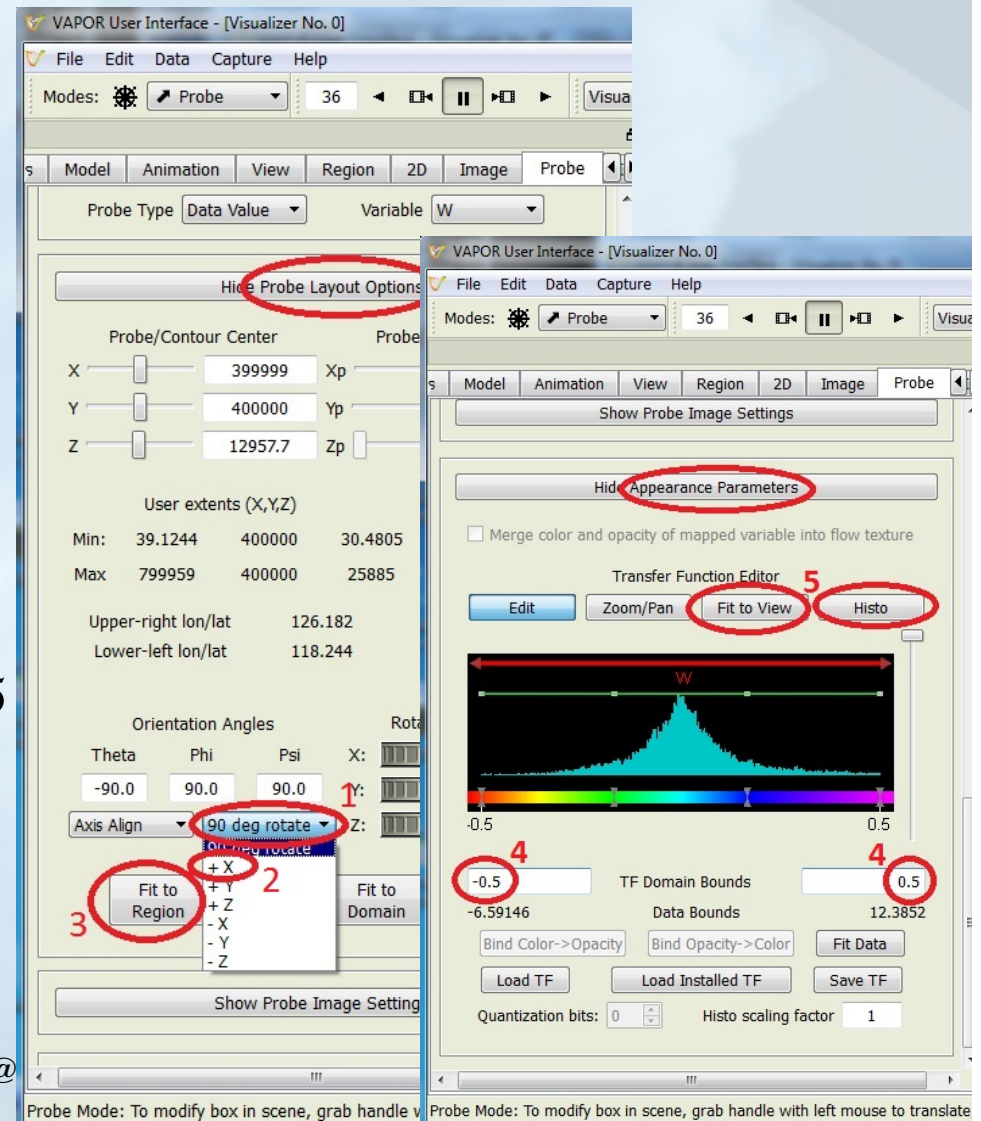 VAPOR User Interface - [Visualizer No. 0]
File Edit Data Capture Help
Modes: Probe 36 Visua
s Model Animation View Region 2D Image Probe
Probe Type Data Value Variable W
Hide Probe Layout Options
Probe/Contour Center Probe
X 399999 Xp
Y 400000 Yp
Z 12957.7 Zp
User extents (X,Y,Z)
Min: 39.1244 400000 30.4805
Max 799959 400000 25885
Upper-right lon/lat 126.182
Lower-left lon/lat 118.244
5
Orientation Angles Rota
Theta Phi Psi X:
-90.0 90.0 90.0 Y:
1
Axis Align 90 deg rotate Z:
90 deg rotate
+ X
+ Y
+ Z
- X
- Y
- Z
2
3
Fit to Region
Fit to Domain
Show Probe Image Setting
@
Probe Mode: To modify box in scene, grab handle w
VAPOR User Interface - [Visualizer No. 0]
File Edit Data Capture Help
Modes: Probe 36 Visua
s Model Animation View Region 2D Image Probe
Show Probe Image Settings
Hide Appearance Parameters
Merge color and opacity of mapped variable into flow texture
Transfer Function Editor
5
Edit Zoom/Pan Fit to View Histo
W
-0.5 0.5
4 4
-0.5 TF Domain Bounds 0.5
-6.59146 Data Bounds 12.3852
Bind Color->Opacity Bind Opacity->Color Fit Data
Load TF Load Installed TF Save TF
Quantization bits: 0 Histo scaling factor 1
Probe Mode: To modify box in scene, grab handle with left mouse to translate